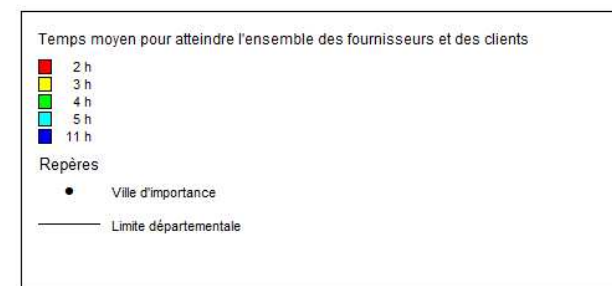 Temps moyen pour atteindre l'ensemble des fournisseurs et des clients
2 h
3 h
4 h
5 h
11 h
Repères
Ville d'importance
Limite départementale